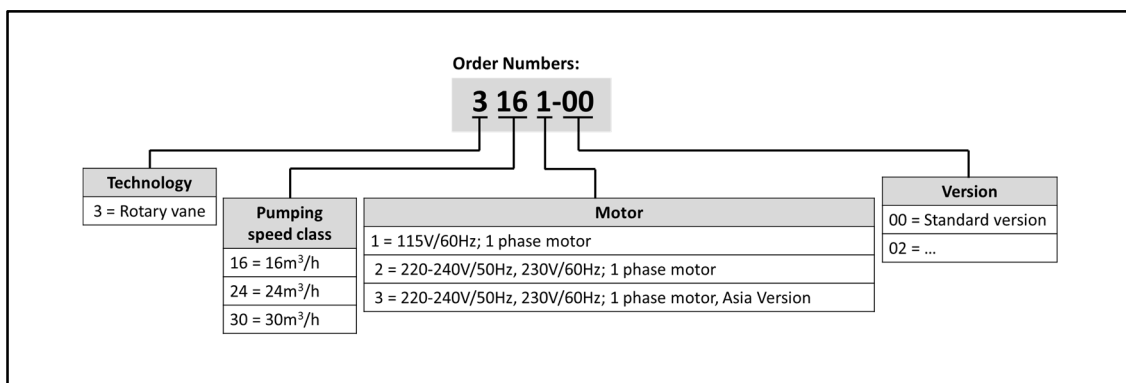 Order Numbers:
3 16 1-00
Technology
3 = Rotary vane
Pumping
speed class
16 = 16m³/h
24 = 24m³/h
30 = 30m³/h
Motor
1 = 115V/60Hz; 1 phase motor
2 = 220-240V/50Hz, 230V/60Hz; 1 phase motor
3 = 220-240V/50Hz, 230V/60Hz; 1 phase motor, Asia Version
Version
00 = Standard version
02 = ...